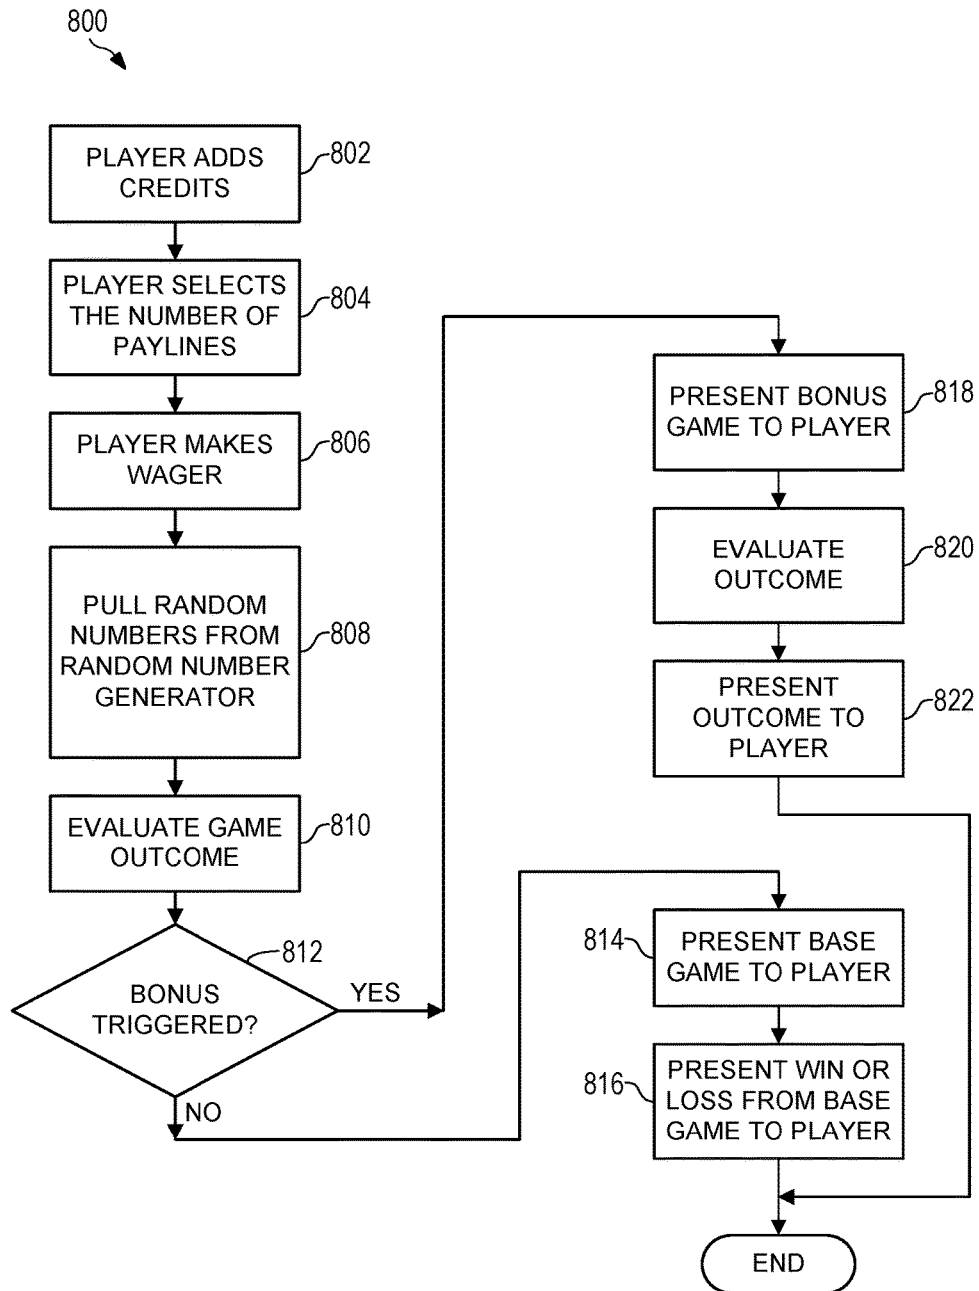 800
PLAYER ADDS
CREDITS
802
PLAYER SELECTS
THE NUMBER OF
PAYLINES
804
PLAYER MAKES
WAGER
806
PULL RANDOM
NUMBERS FROM
RANDOM NUMBER
GENERATOR
808
EVALUATE GAME
OUTCOME
810
BONUS
TRIGGERED?
812
YES
NO
PRESENT BONUS
GAME TO PLAYER
818
EVALUATE
OUTCOME
820
PRESENT
OUTCOME TO
PLAYER
822
814
PRESENT BASE
GAME TO PLAYER
816
PRESENT WIN OR
LOSS FROM BASE
GAME TO PLAYER
END